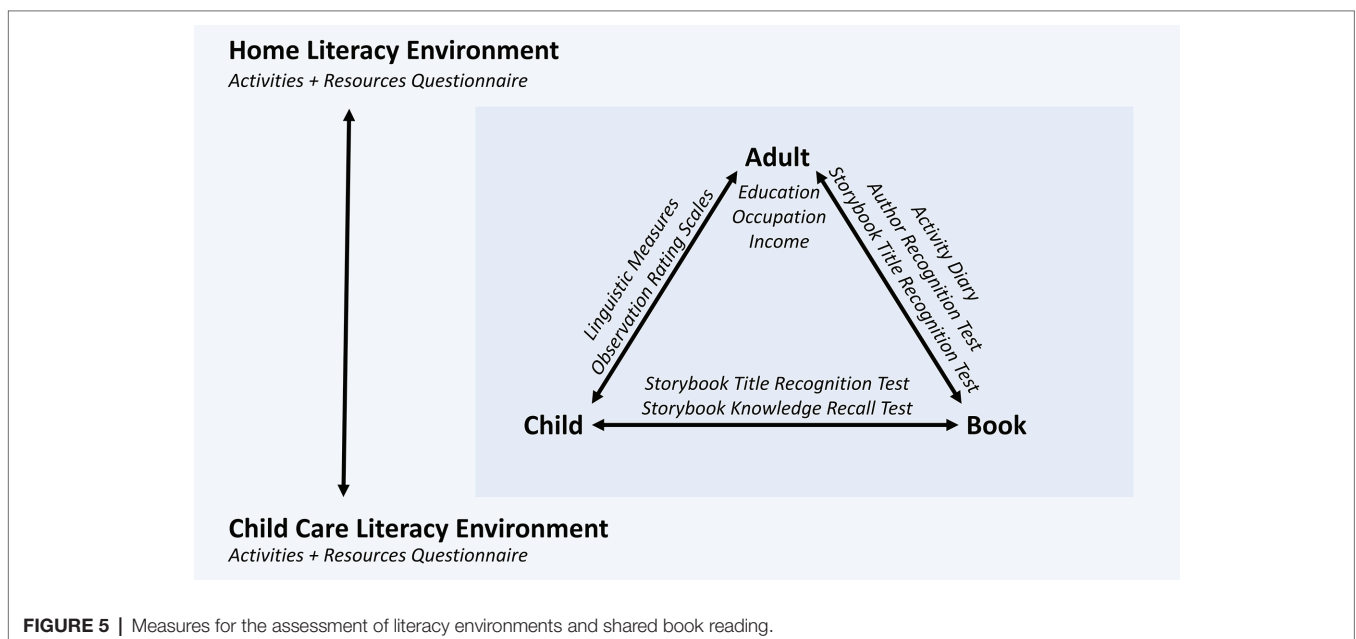 Home Literacy Environment
Activities + Resources Questionnaire
Adult
Education
Occupation
Income
Linguistic Measures
Observation Rating Scales
Activity Diary
Author Recognition Test
Storybook Title Recognition Test
Storybook Title Recognition Test
Storybook Knowledge Recall Test
Child
Book
Child Care Literacy Environment
Activities + Resources Questionnaire
FIGURE 5 | Measures for the assessment of literacy environments and shared book reading.